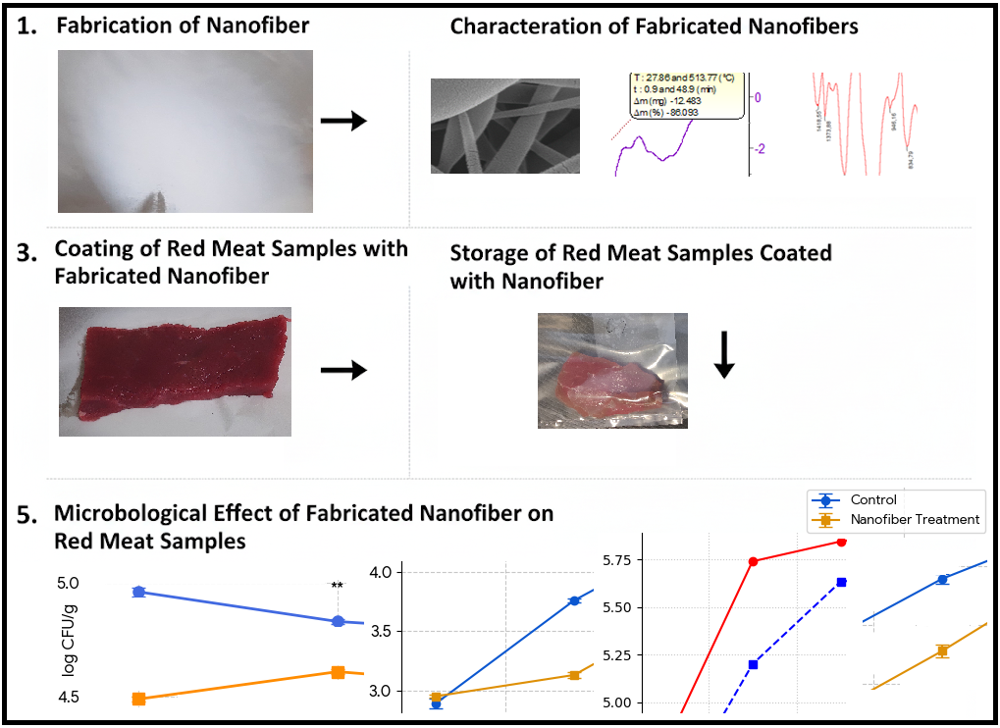 1. Fabrication of Nanofiber
Characteration of Fabricated Nanofibers
T : 27.86 and 513.77 (°C)
t : 0.9 and 48.9 (min)
Δm (mg) -12.483
Δm (%) -86.093
0
-2
1418,55
1373,88
946,16
834,79
3. Coating of Red Meat Samples with
Fabricated Nanofiber
Storage of Red Meat Samples Coated
with Nanofiber
5. Microbological Effect of Fabricated Nanofiber on
Red Meat Samples
Control
Nanofiber Treatment
5.0
log CFU/g
4.5
**
4.0
3.5
3.0
5.75
5.50
5.25
5.00